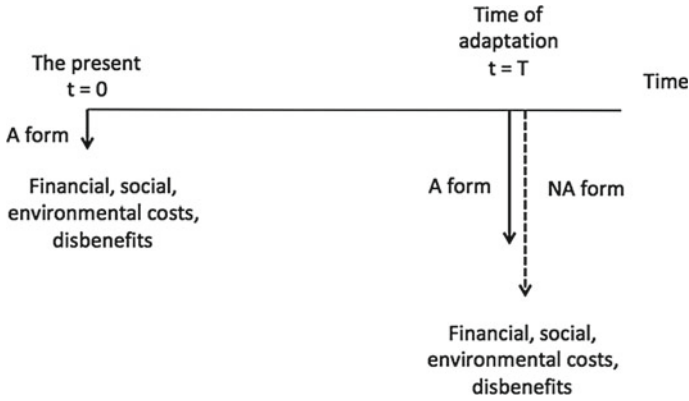 The present
t = 0
Time of
adaptation
t = T
Time
A form
Financial, social,
environmental costs,
disbenefits
A form
NA form
Financial, social,
environmental costs,
disbenefits